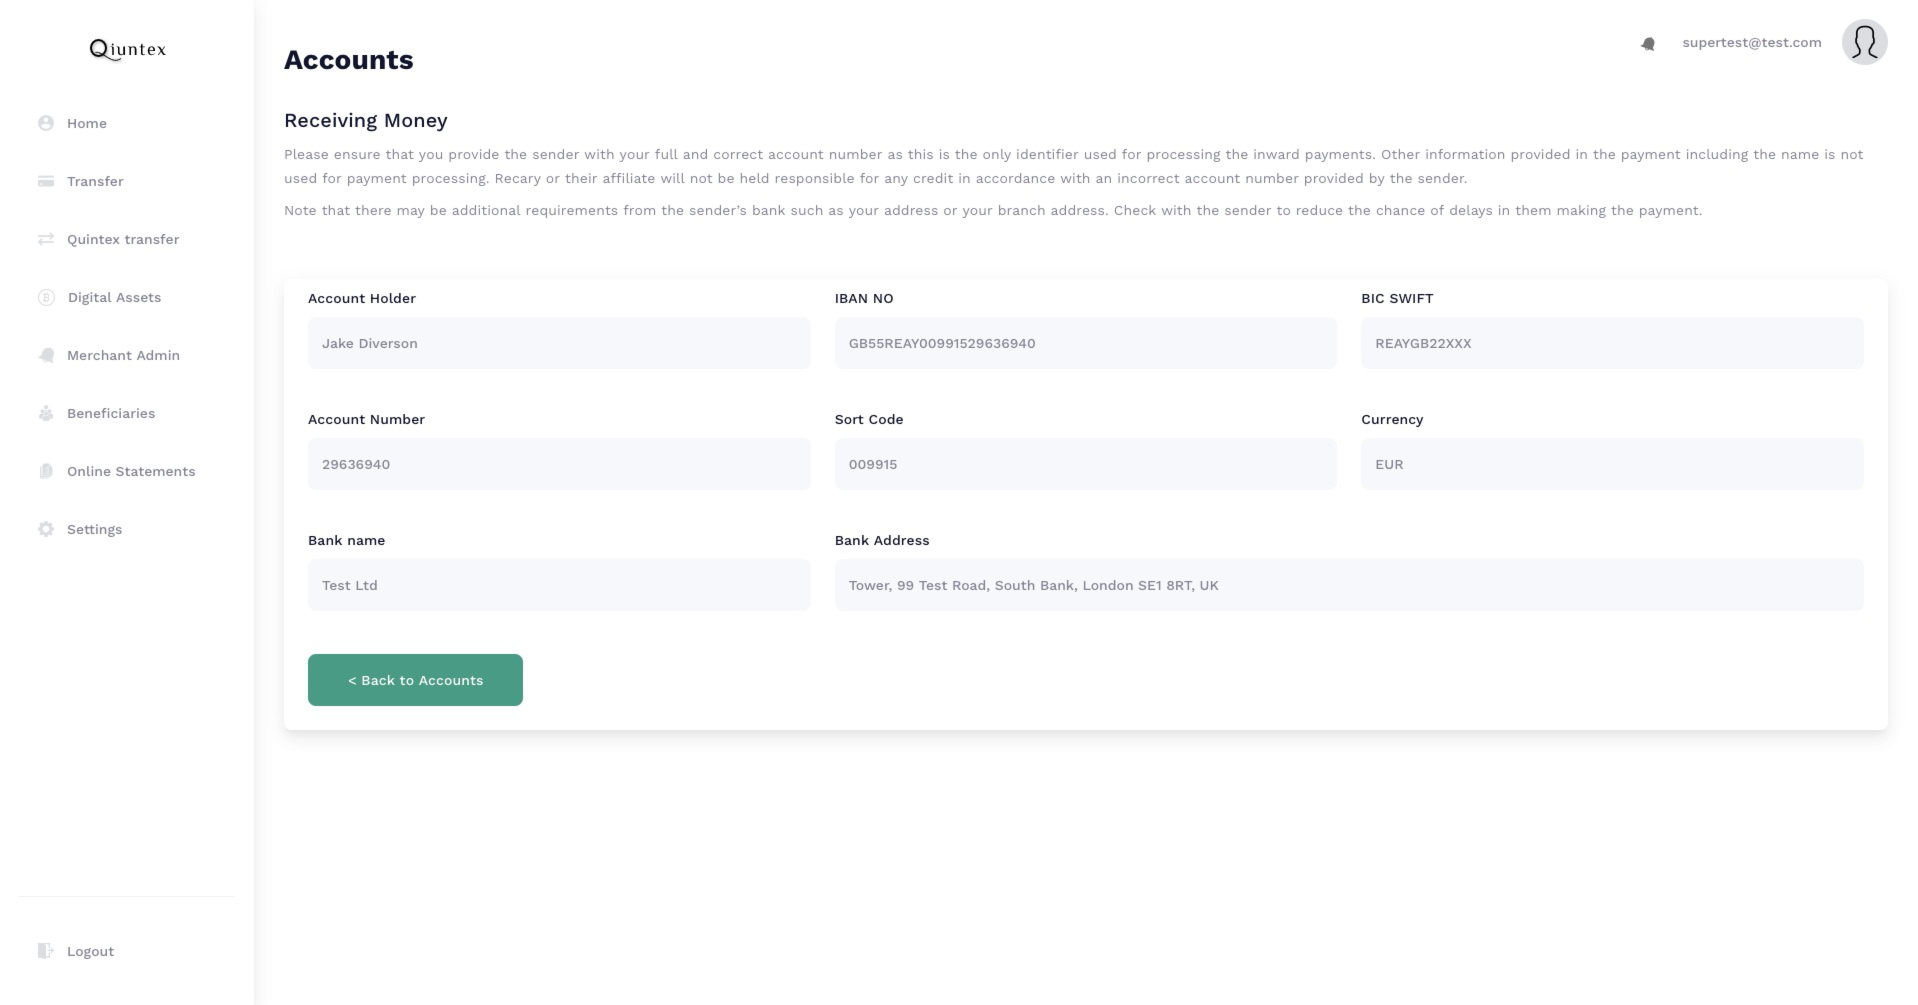 Qiuntex
Home
Transfer
Quintex transfer
Digital Assets
Merchant Admin
Beneficiaries
Online Statements
Settings
Logout
supertest@test.com
Accounts
Receiving Money
Please ensure that you provide the sender with your full and correct account number as this is the only identifier used for processing the inward payments. Other information provided in the payment including the name is not
used for payment processing. Recary or their affiliate will not be held responsible for any credit in accordance with an incorrect account number provided by the sender.
Note that there may be additional requirements from the sender’s bank such as your address or your branch address. Check with the sender to reduce the chance of delays in them making the payment.
Account Holder
Jake Diverson
IBAN NO
GB55REAY00991529636940
BIC SWIFT
REAYGB22XXX
Account Number
29636940
Sort Code
009915
Currency
EUR
Bank name
Test Ltd
Bank Address
Tower, 99 Test Road, South Bank, London SE1 8RT, UK
< Back to Accounts